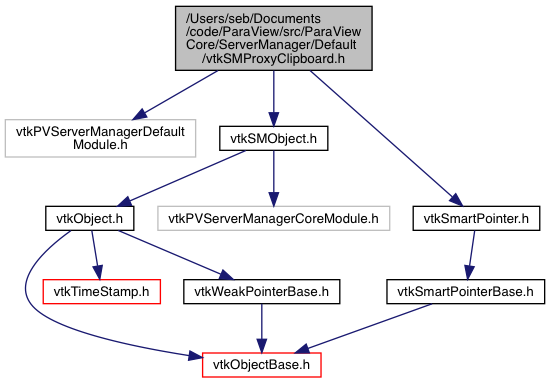 /Users/seb/Documents
/code/ParaView/src/ParaView
Core/ServerManager/Default
/vtkSMProxyClipboard.h
vtkPVServerManagerDefault
Module.h
vtkSMObject.h
vtkObject.h
vtkPVServerManagerCoreModule.h
vtkSmartPointer.h
vtkTimeStamp.h
vtkWeakPointerBase.h
vtkSmartPointerBase.h
vtkObjectBase.h